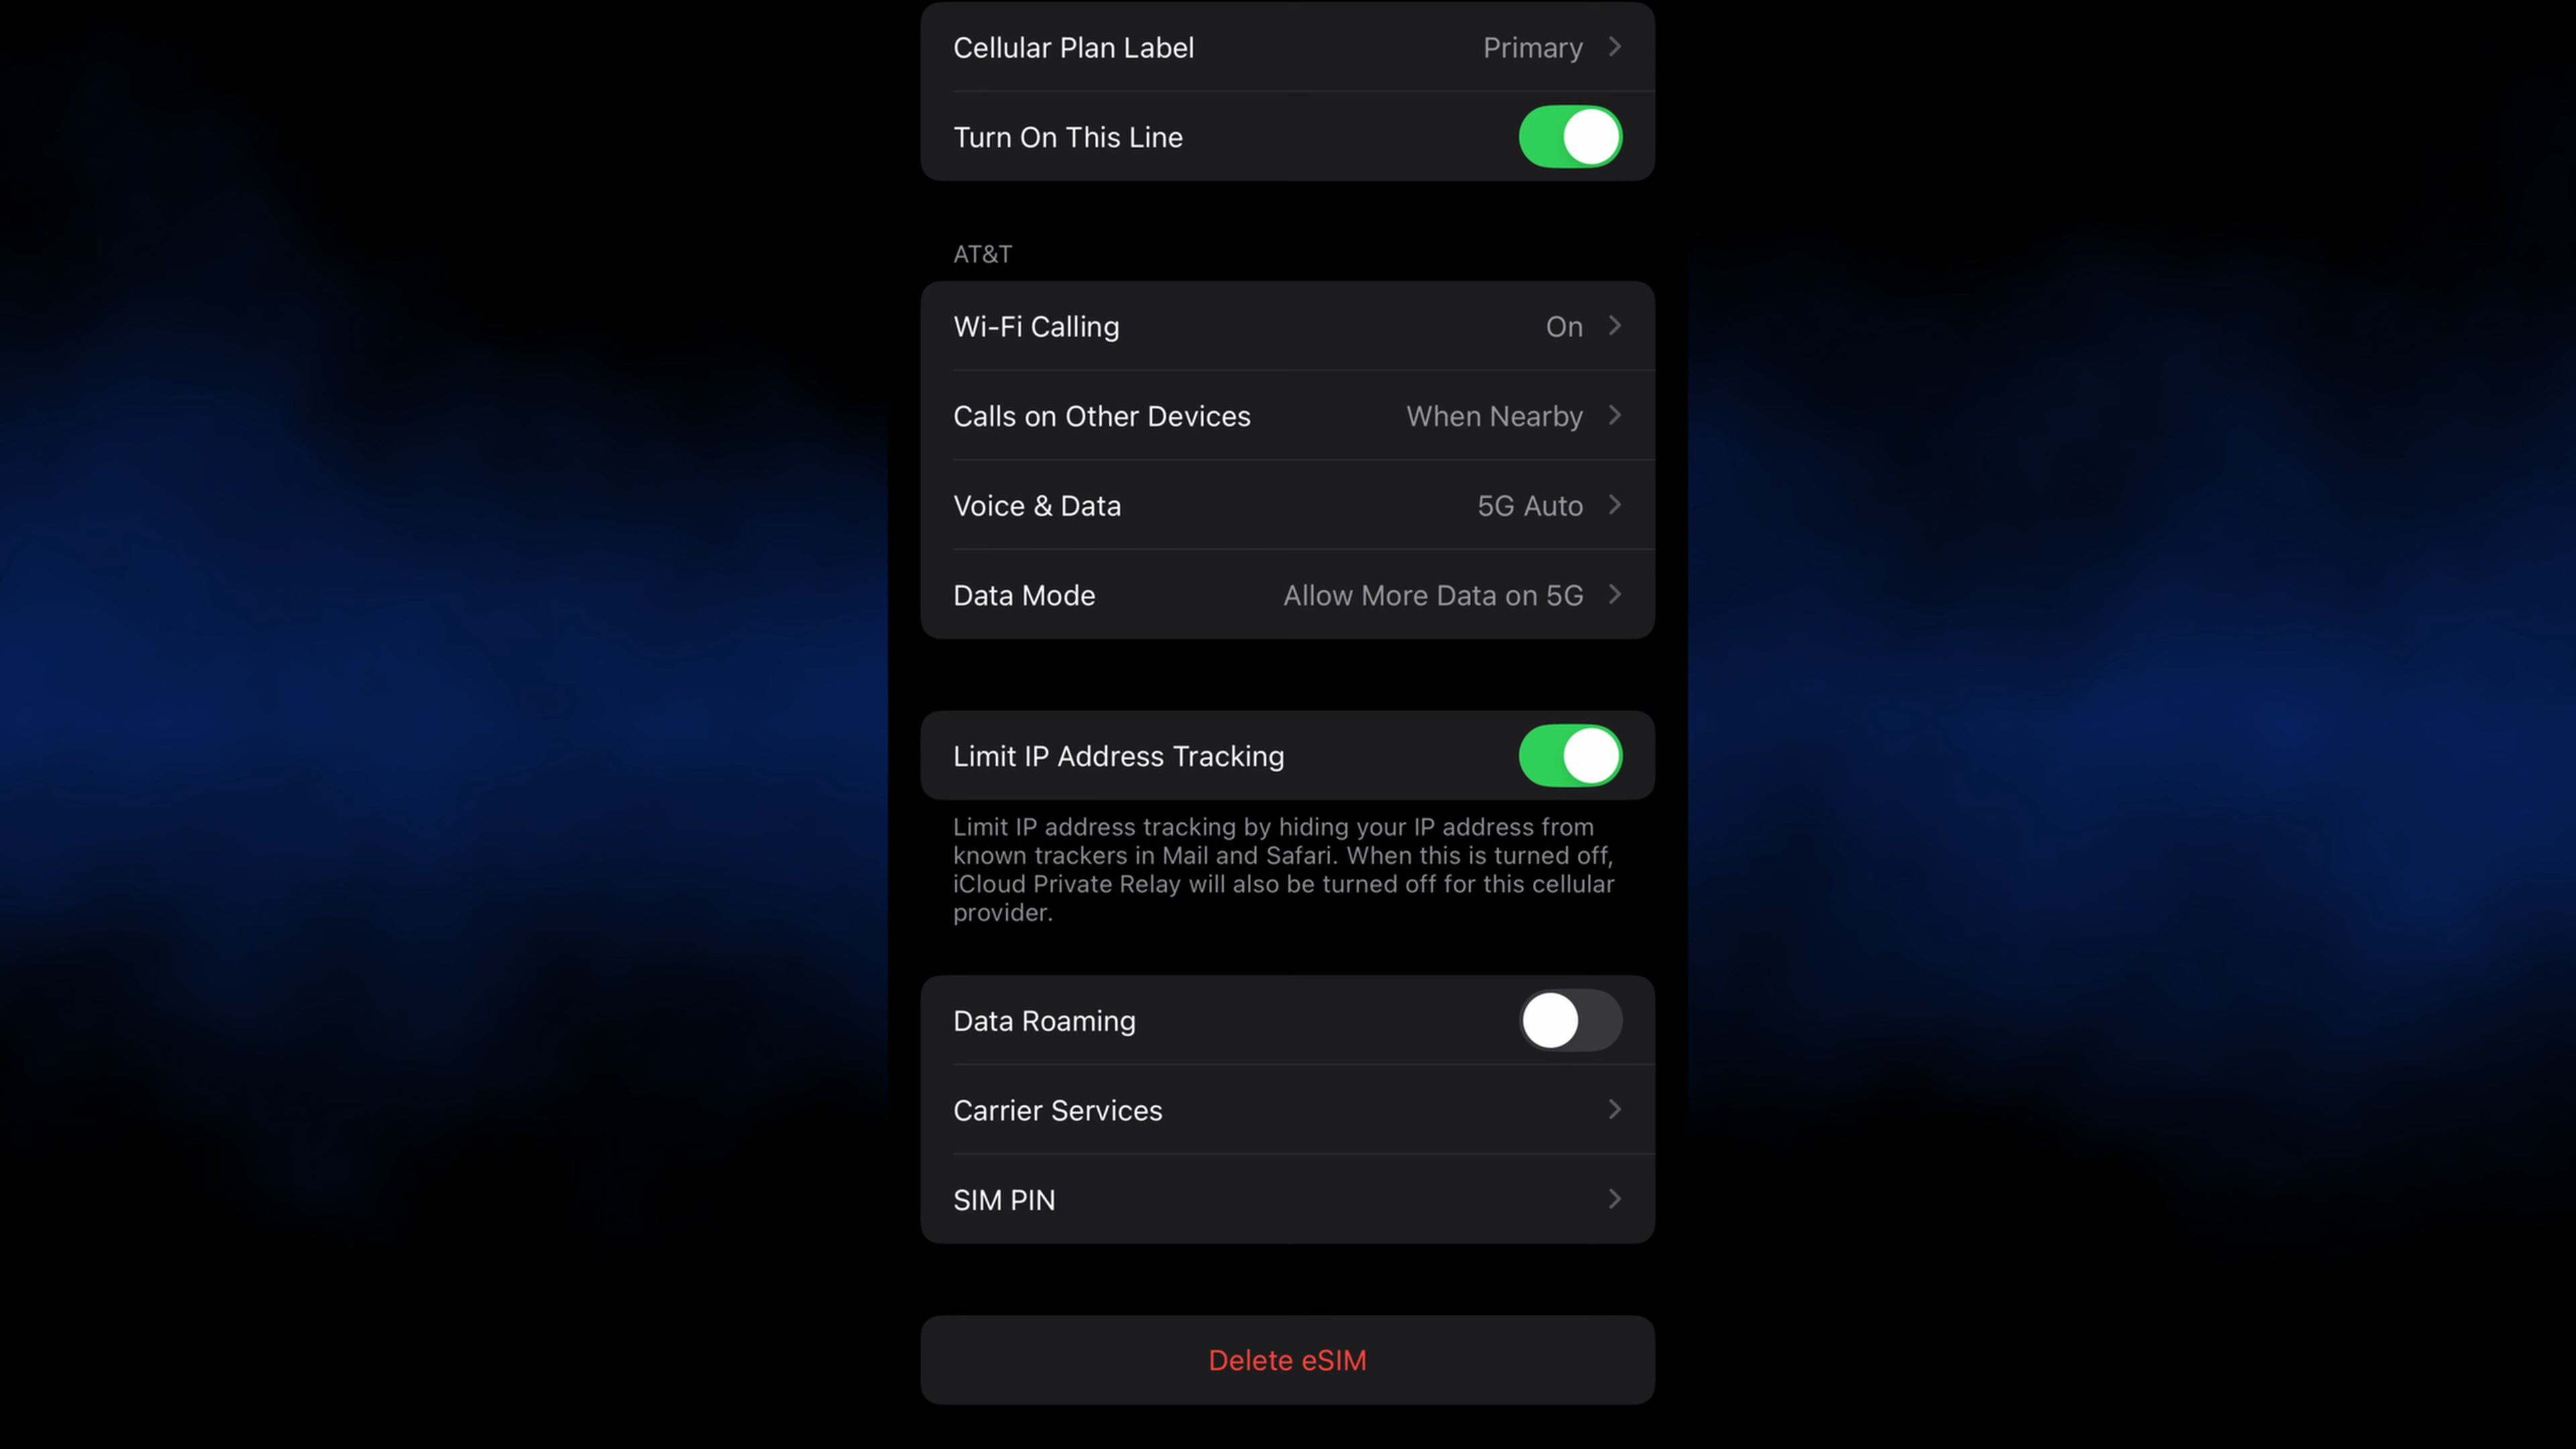 Cellular Plan Label Primary
Turn On This Line
AT&T
Wi-Fi Calling On
Calls on Other Devices When Nearby
Voice & Data 5G Auto
Data Mode Allow More Data on 5G
Limit IP Address Tracking
Limit IP address tracking by hiding your IP address from
known trackers in Mail and Safari. When this is turned off,
iCloud Private Relay will also be turned off for this cellular
provider.
Data Roaming
Carrier Services
SIM PIN
Delete eSIM